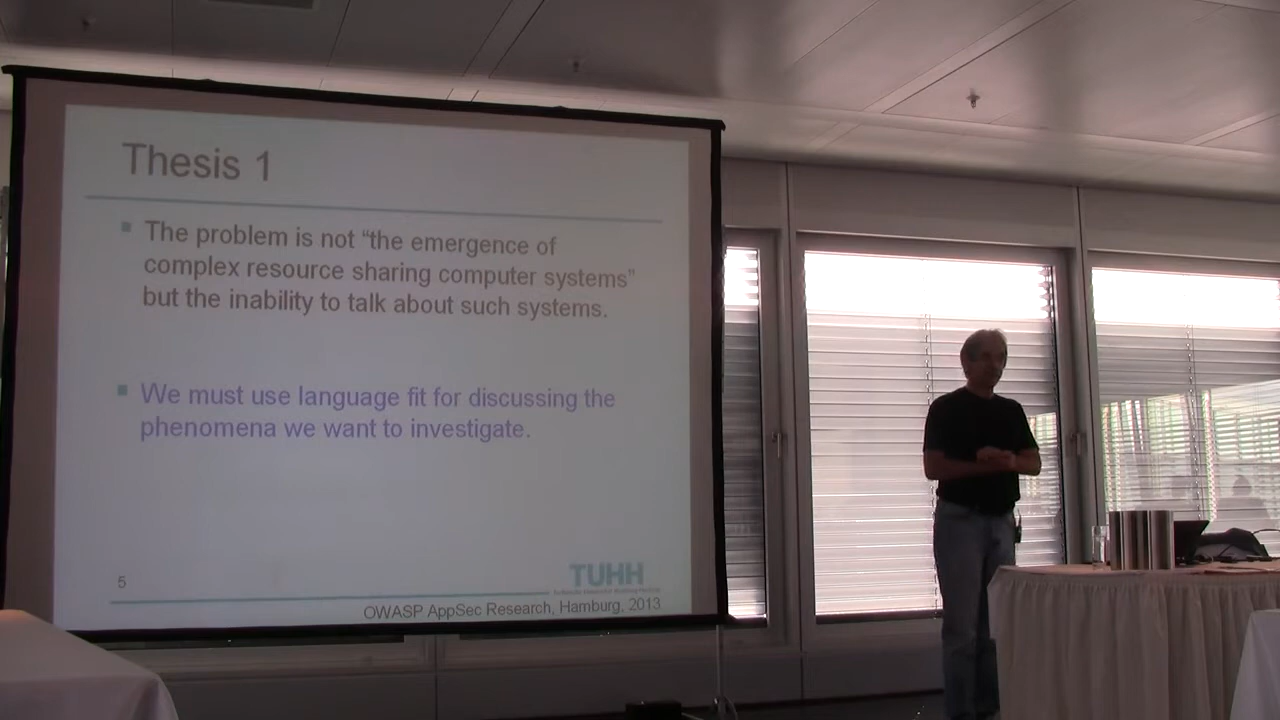 Thesis 1
The problem is not “the emergence of
complex resource sharing computer systems”
but the inability to talk about such systems.
We must use language fit for discussing the
phenomena we want to investigate.
5
TUHH
OWASP AppSec Research, Hamburg, 2013